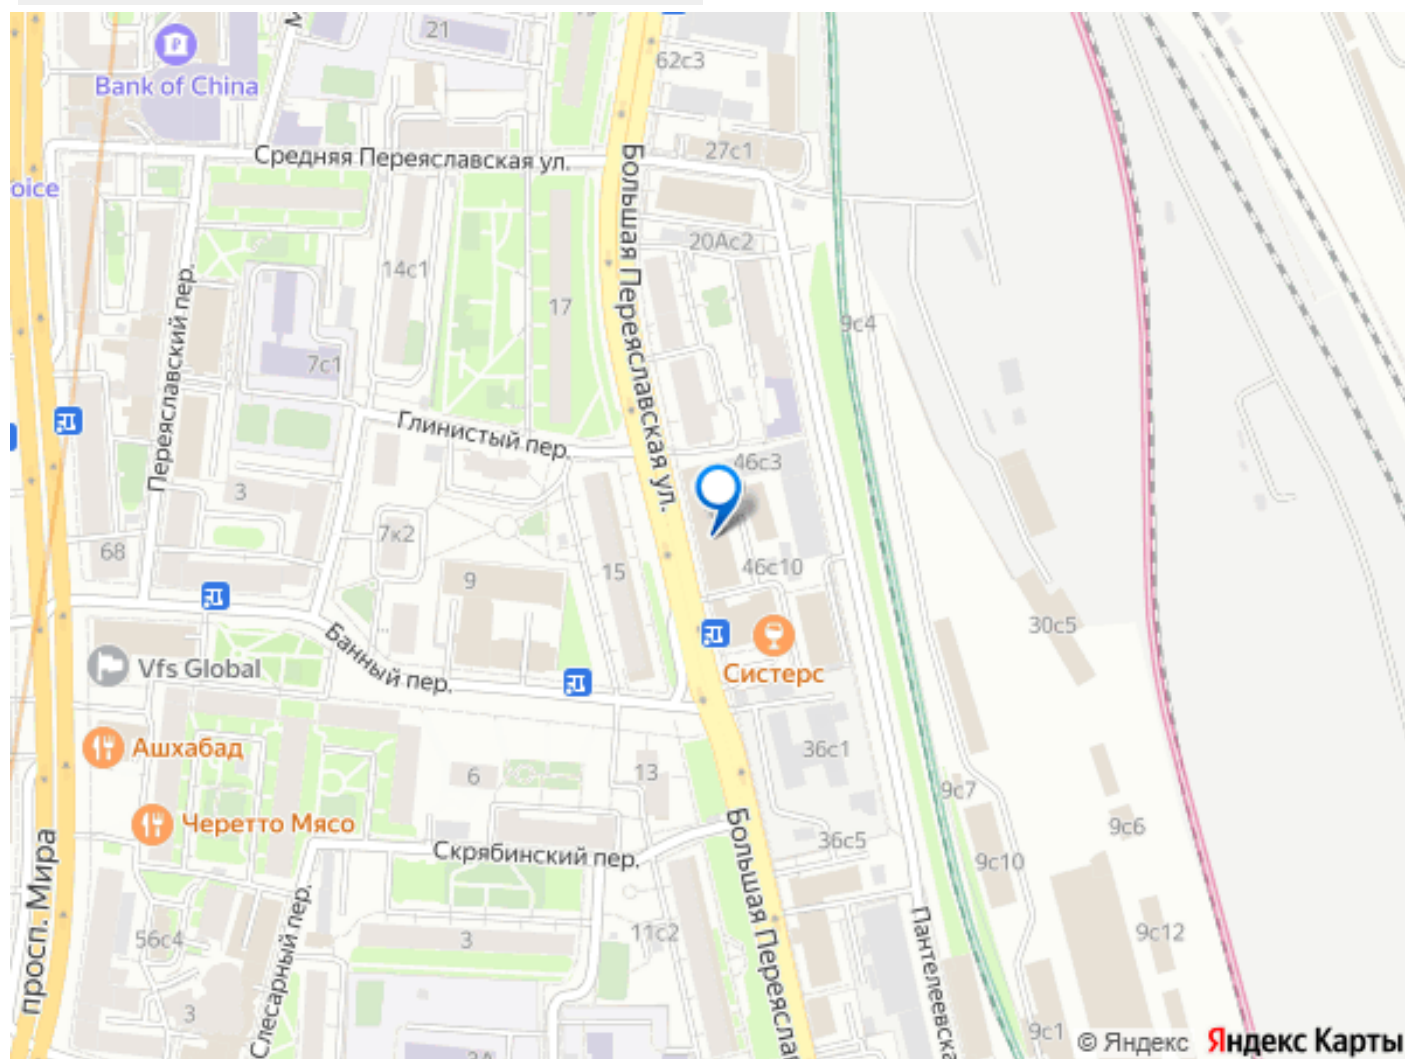 21
62с3
Bank of China
27с1
Средняя Переяславская ул.
oice
20Ас2
14с1
Большая Переяславская ул.
17
9с4
Переяславский пер.
7с1
Глинистый пер.
46с3
3
7к2
68
15
46с10
9
30с5
Банный пер.
Vfs Global
Систерс
Ашхабад
36с1
6
13
9с7
Черетто Мясо
9с6
просп. Мира
Скрябинский пер.
36с5
9с10
Большая Переяслав
Слесарный пер.
56с4
3
11с2
Пантелеевска
9с12
3
9с1
© Яндекс
Яндекс Карты